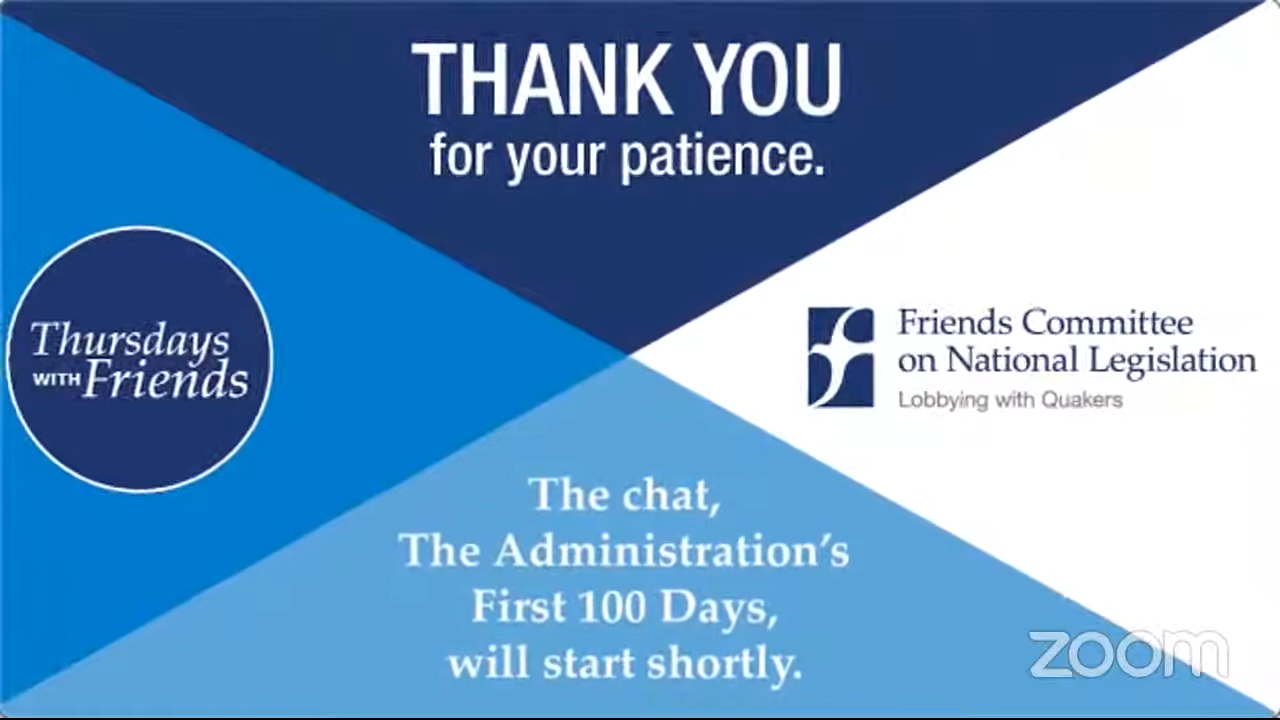 THANK YOU
for your patience.
Thursdays
WITH Friends
Friends Committee
on National Legislation
Lobbying with Quakers
The chat,
The Administration's
First 100 Days,
will start shortly.
zoom